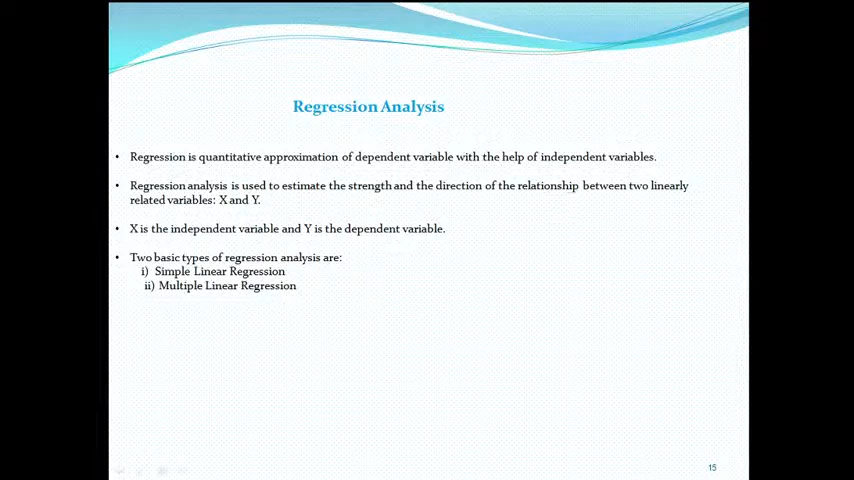 Regression Analysis
• Regression is quantitative approximation of dependent variable with the help of independent variables.
• Regression analysis is used to estimate the strength and the direction of the relationship between two linearly
related variables: X and Y.
• X is the independent variable and Y is the dependent variable.
• Two basic types of regression analysis are:
i) Simple Linear Regression
ii) Multiple Linear Regression
15